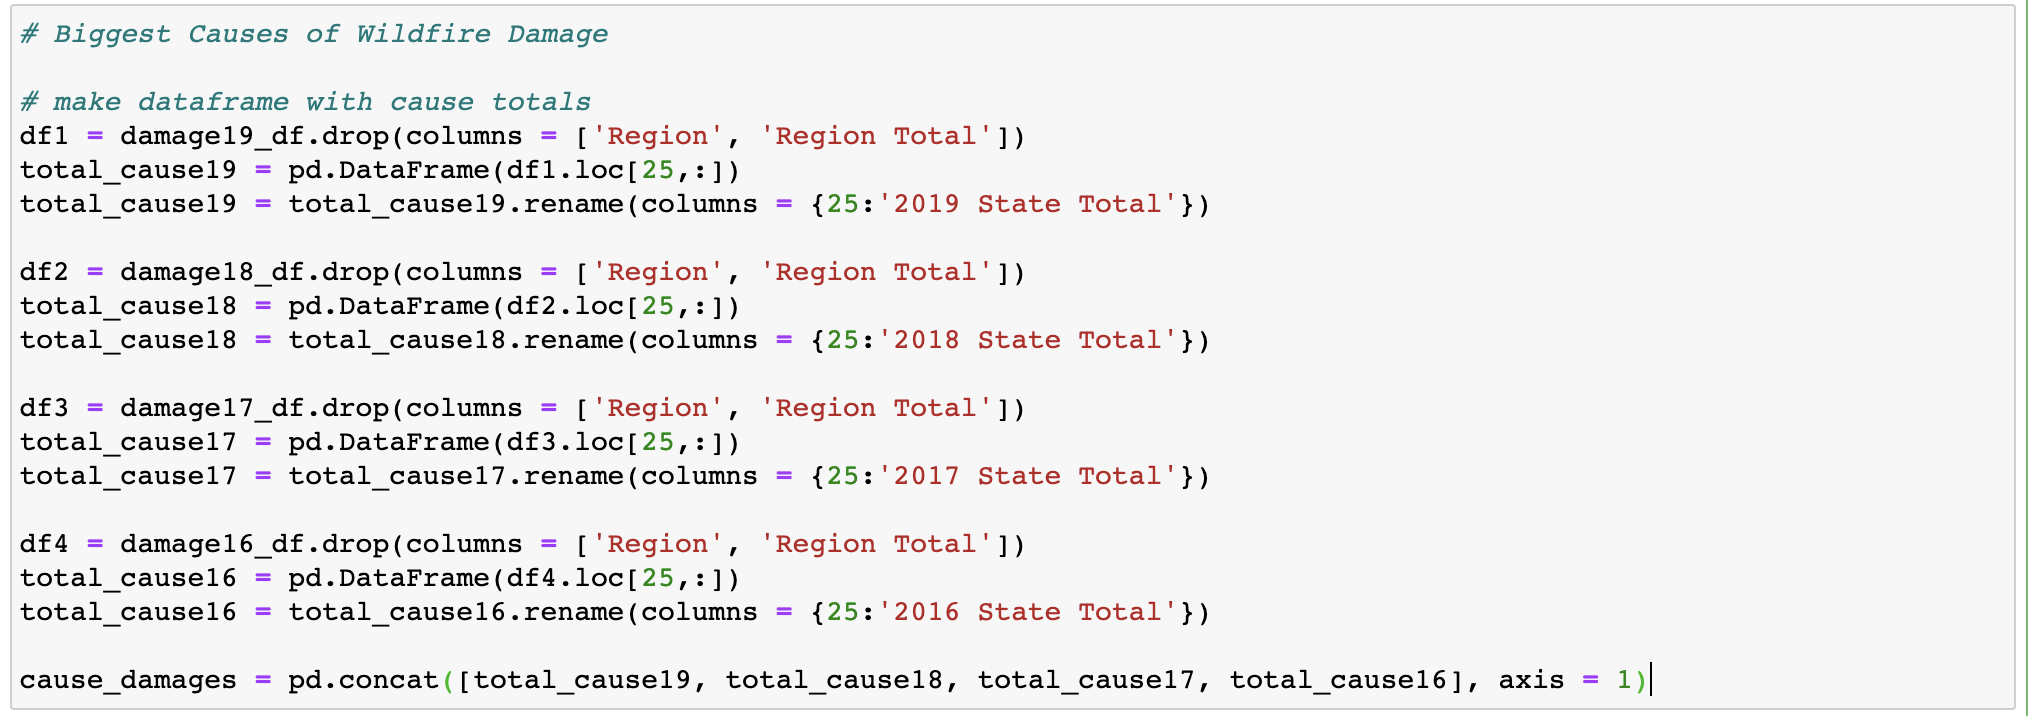 # Biggest Causes of Wildfire Damage
# make dataframe with cause totals
df1 = damage19_df.drop(columns = ['Region', 'Region Total'])
total_cause19 = pd.DataFrame(df1.loc[25,:])
total_cause19 = total_cause19.rename(columns = {25:'2019 State Total'})
df2 = damage18_df.drop(columns = ['Region', 'Region Total'])
total_cause18 = pd.DataFrame(df2.loc[25,:])
total_cause18 = total_cause18.rename(columns = {25:'2018 State Total'})
df3 = damage17_df.drop(columns = ['Region', 'Region Total'])
total_cause17 = pd.DataFrame(df3.loc[25,:])
total_cause17 = total_cause17.rename(columns = {25:'2017 State Total'})
df4 = damage16_df.drop(columns = ['Region', 'Region Total'])
total_cause16 = pd.DataFrame(df4.loc[25,:])
total_cause16 = total_cause16.rename(columns = {25:'2016 State Total'})
cause_damages = pd.concat([total_cause19, total_cause18, total_cause17, total_cause16], axis = 1)